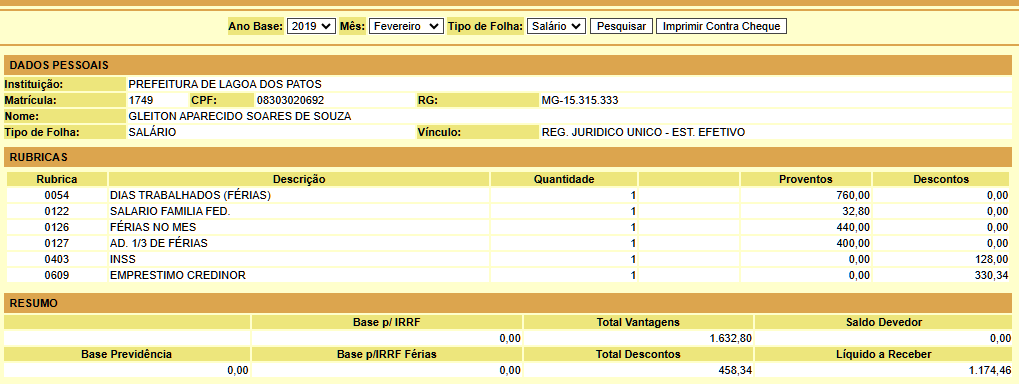 Ano Base: 2019 Mês: Fevereiro Tipo de Folha: Salário Pesquisar Imprimir Contra Cheque
DADOS PESSOAIS
Instituição: PREFEITURA DE LAGOA DOS PATOS
Matrícula: 1749 CPF: 08303020692 RG: MG-15.315.333
Nome: GLEITON APARECIDO SOARES DE SOUZA
Tipo de Folha: SALÁRIO Vínculo: REG. JURIDICO UNICO - EST. EFETIVO
RUBRICAS
Rubrica Descrição Quantidade Proventos Descontos
0054 DIAS TRABALHADOS (FÉRIAS) 1 760,00 0,00
0122 SALARIO FAMILIA FED. 1 32,80 0,00
0126 FÉRIAS NO MES 1 440,00 0,00
0127 AD. 1/3 DE FÉRIAS 1 400,00 0,00
0403 INSS 1 0,00 128,00
0609 EMPRESTIMO CREDINOR 1 0,00 330,34
RESUMO
Base p/ IRRF Total Vantagens Saldo Devedor
0,00 1.632,80 0,00
Base Previdência Base p/IRRF Férias Total Descontos Líquido a Receber
0,00 0,00 458,34 1.174,46